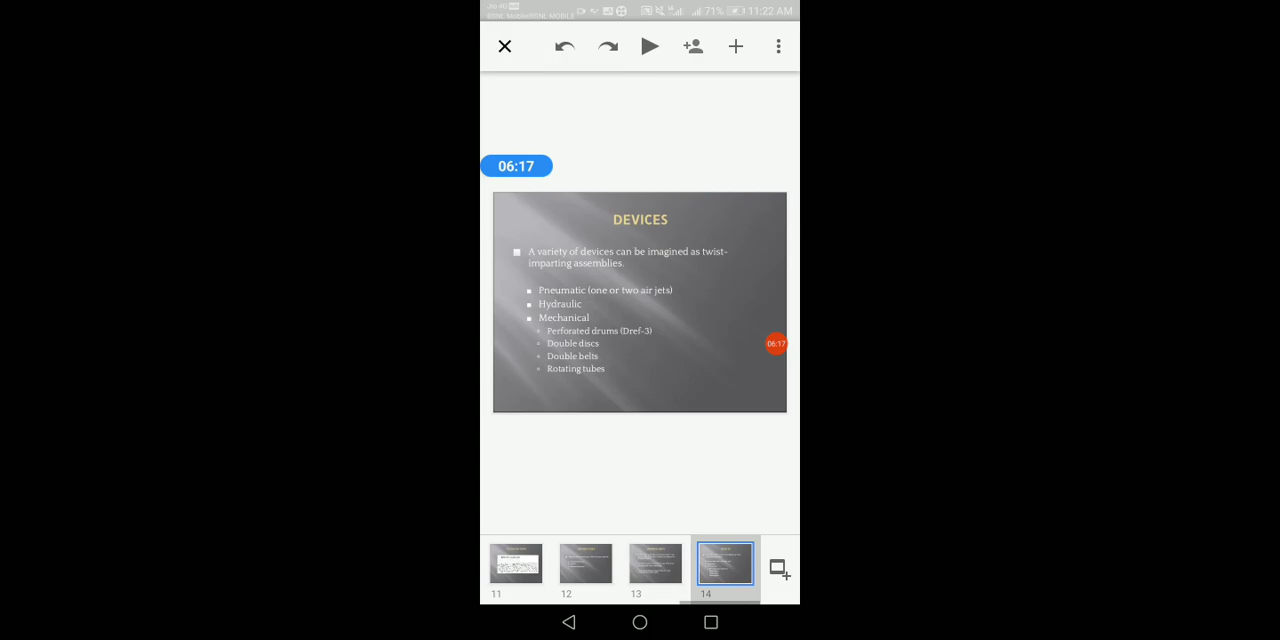 71% 11:22 AM
06:17
DEVICES
A variety of devices can be imagined as twist-
imparting assemblies.
Pneumatic (one or two air jets)
Hydraulic
Mechanical
Perforated drums (Dref-3)
06:17
Double discs
Double belts
Rotating tubes
11 12 13 14